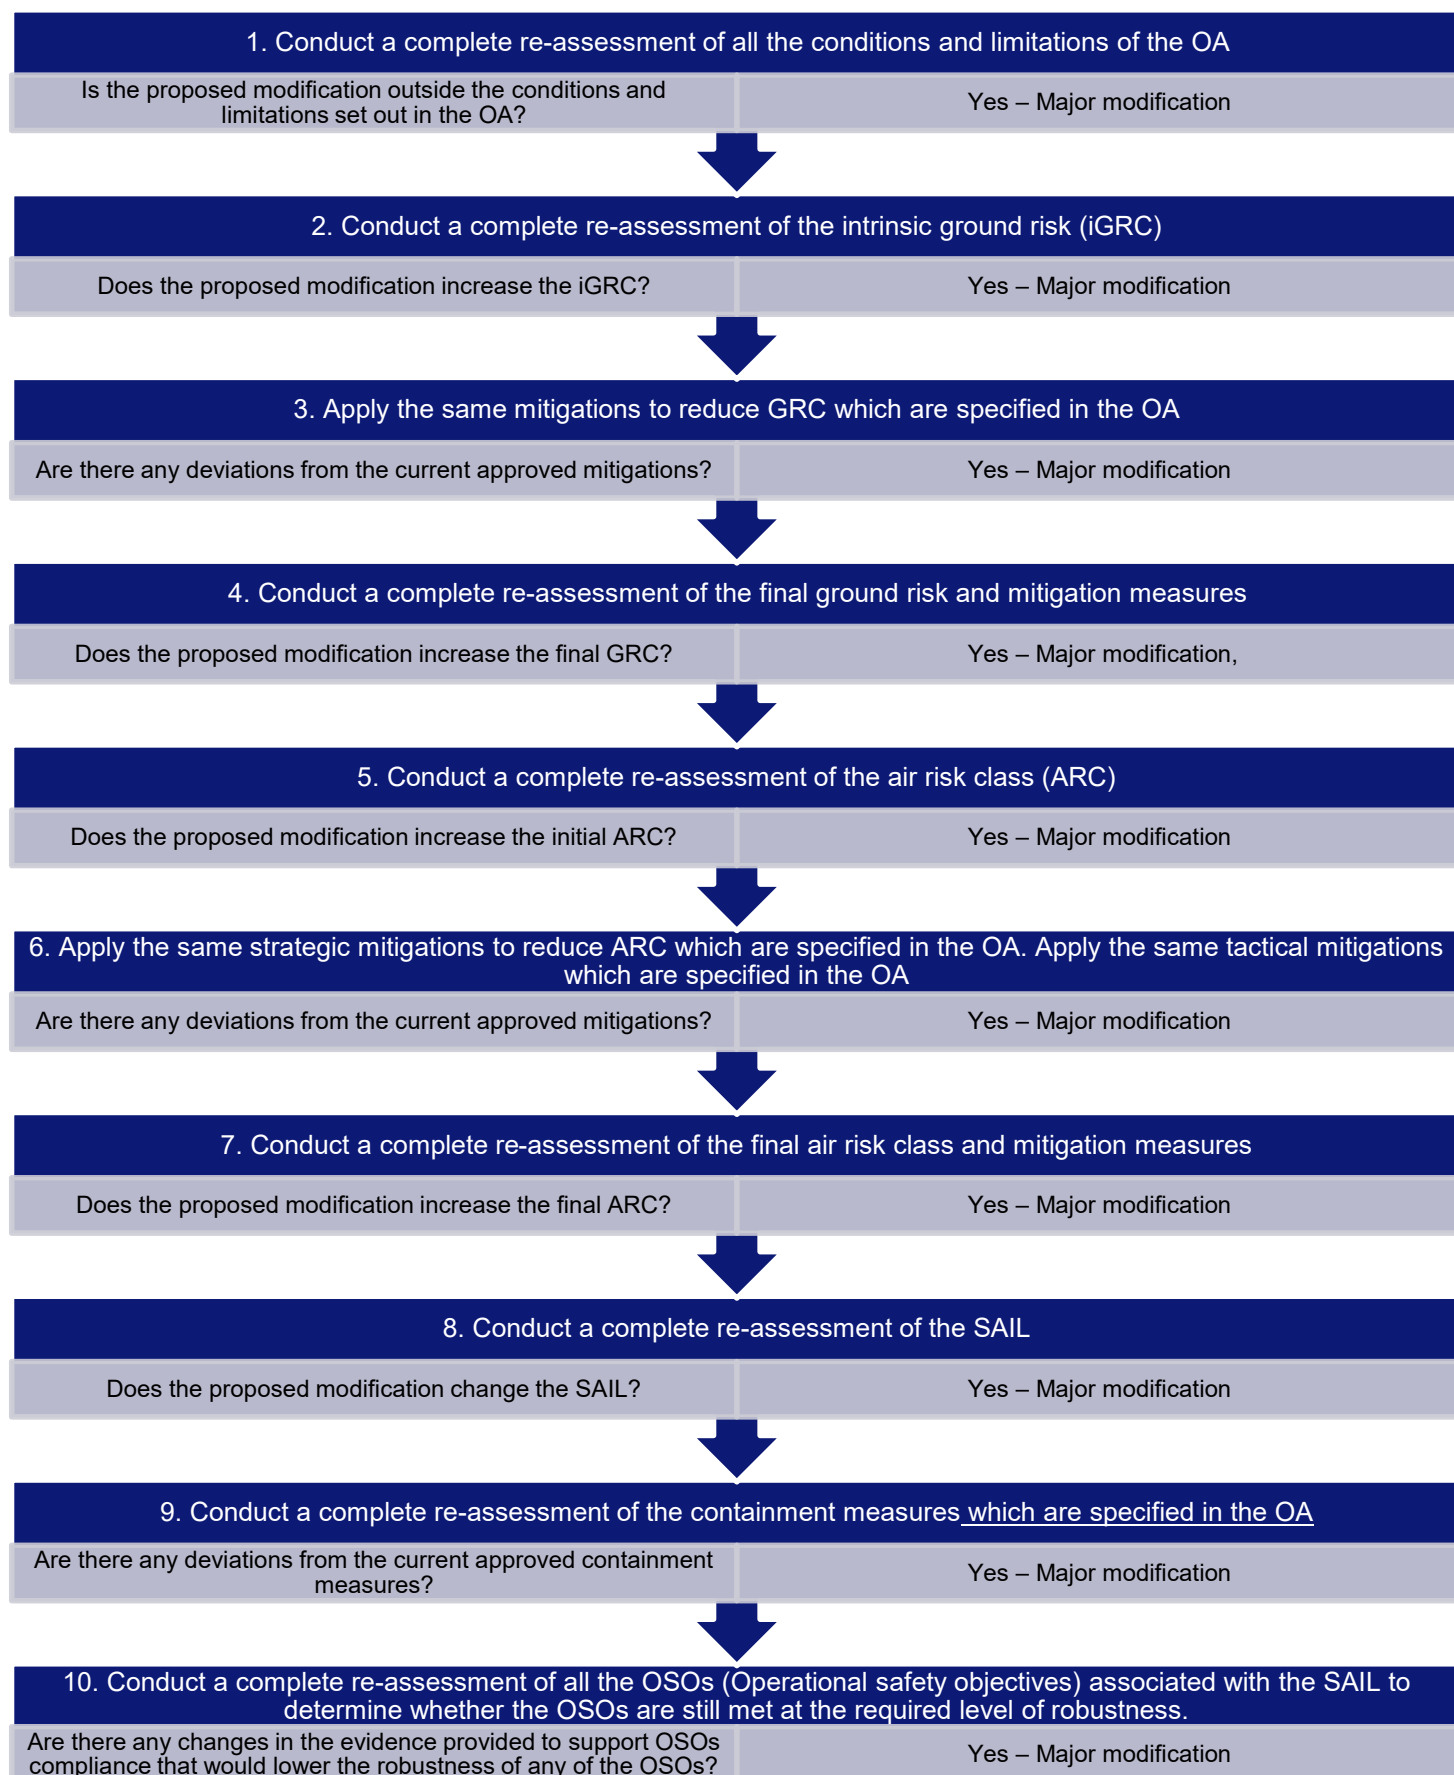 1. Conduct a complete re-assessment of all the conditions and limitations of the OA
Is the proposed modification outside the conditions and
limitations set out in the OA?
Yes – Major modification
2. Conduct a complete re-assessment of the intrinsic ground risk (iGRC)
Does the proposed modification increase the iGRC?
Yes – Major modification
3. Apply the same mitigations to reduce GRC which are specified in the OA
Are there any deviations from the current approved mitigations?
Yes – Major modification
4. Conduct a complete re-assessment of the final ground risk and mitigation measures
Does the proposed modification increase the final GRC?
Yes – Major modification,
5. Conduct a complete re-assessment of the air risk class (ARC)
Does the proposed modification increase the initial ARC?
Yes – Major modification
6. Apply the same strategic mitigations to reduce ARC which are specified in the OA. Apply the same tactical mitigations
which are specified in the OA
Are there any deviations from the current approved mitigations?
Yes – Major modification
7. Conduct a complete re-assessment of the final air risk class and mitigation measures
Does the proposed modification increase the final ARC?
Yes – Major modification
8. Conduct a complete re-assessment of the SAIL
Does the proposed modification change the SAIL?
Yes – Major modification
9. Conduct a complete re-assessment of the containment measures which are specified in the OA
Are there any deviations from the current approved containment
measures?
Yes – Major modification
10. Conduct a complete re-assessment of all the OSOs (Operational safety objectives) associated with the SAIL to
determine whether the OSOs are still met at the required level of robustness.
Are there any changes in the evidence provided to support OSOs
compliance that would lower the robustness of any of the OSOs?
Yes – Major modification